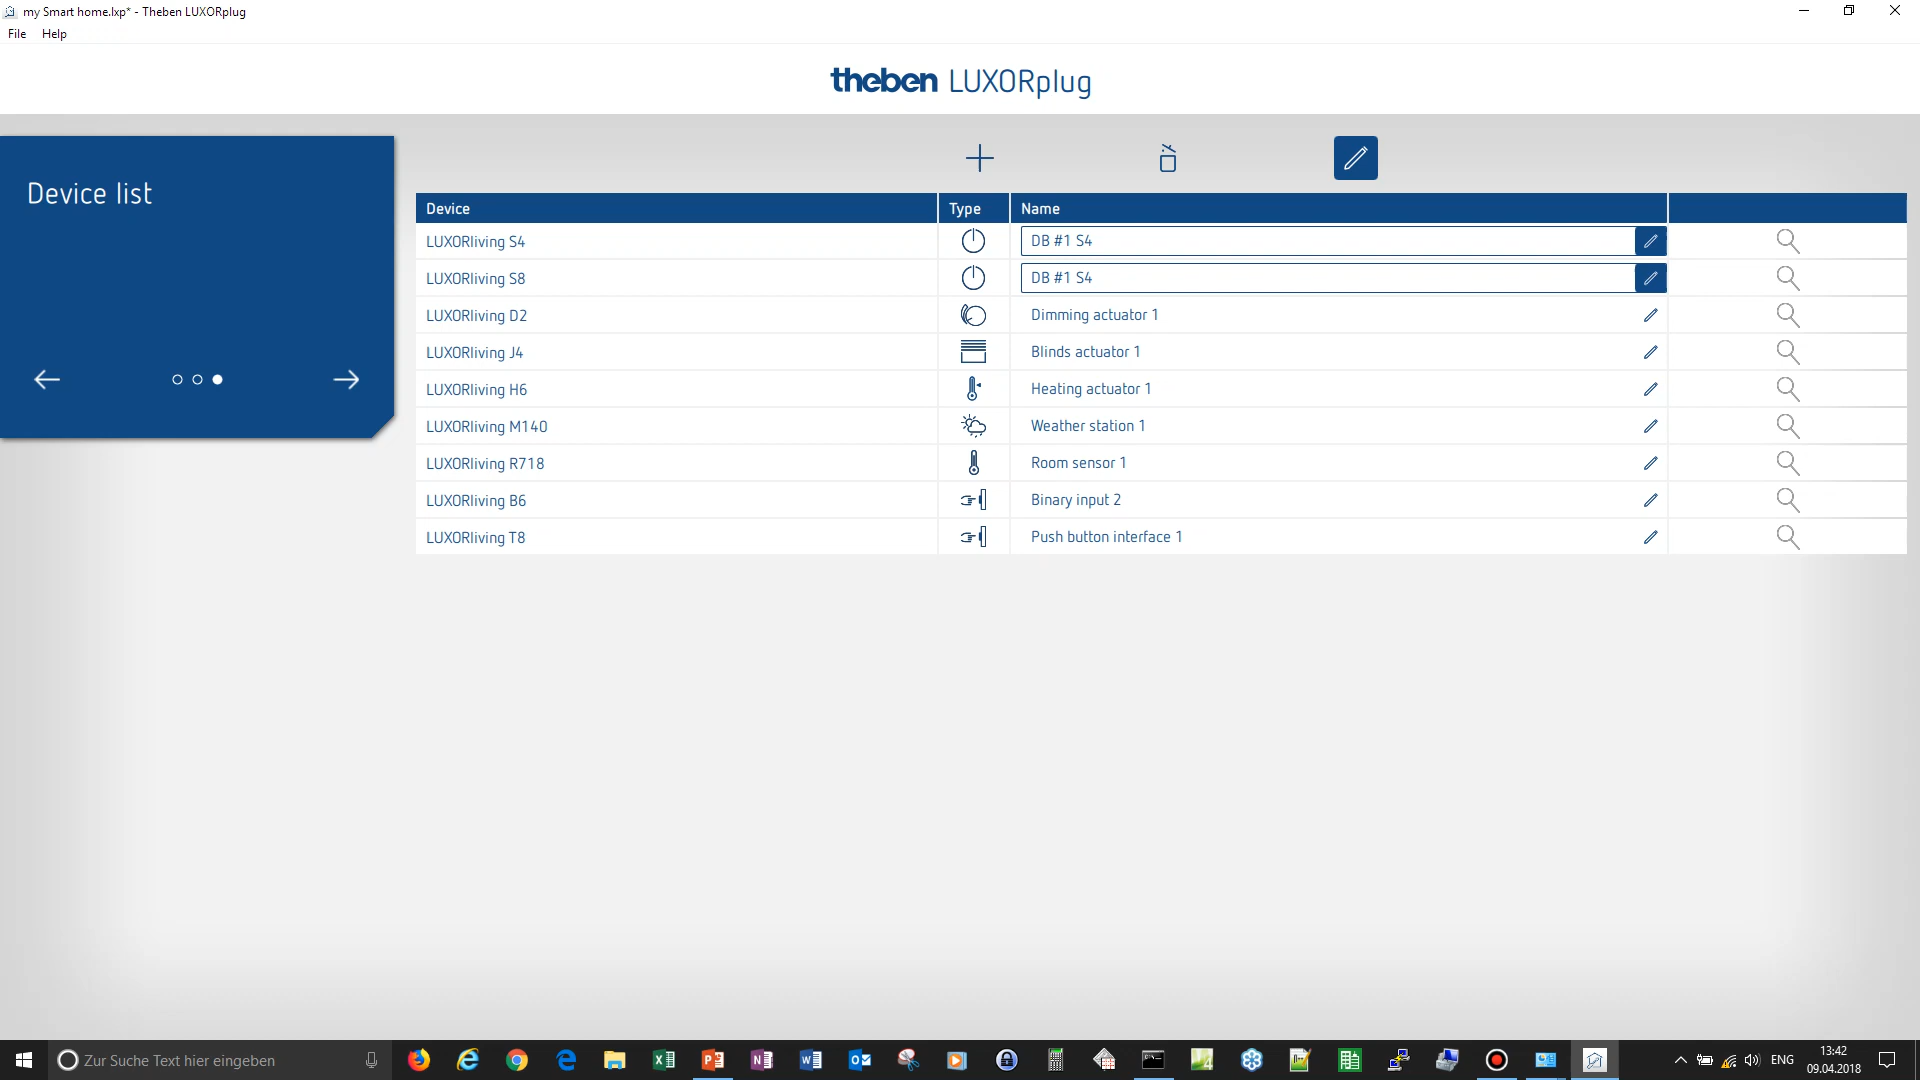 my Smart home.lxp* - Theben LUXORplug
File Help
theben LUXORplug
Device list
Device Type Name
LUXORliving S4 DB #1 S4
LUXORliving S8 DB #1 S4
LUXORliving D2 Dimming actuator 1
LUXORliving J4 Blinds actuator 1
LUXORliving H6 Heating actuator 1
LUXORliving M140 Weather station 1
LUXORliving R718 Room sensor 1
LUXORliving B6 Binary input 2
LUXORliving T8 Push button interface 1
Zur Suche Text hier eingeben
ENG
13:42
09.04.2018